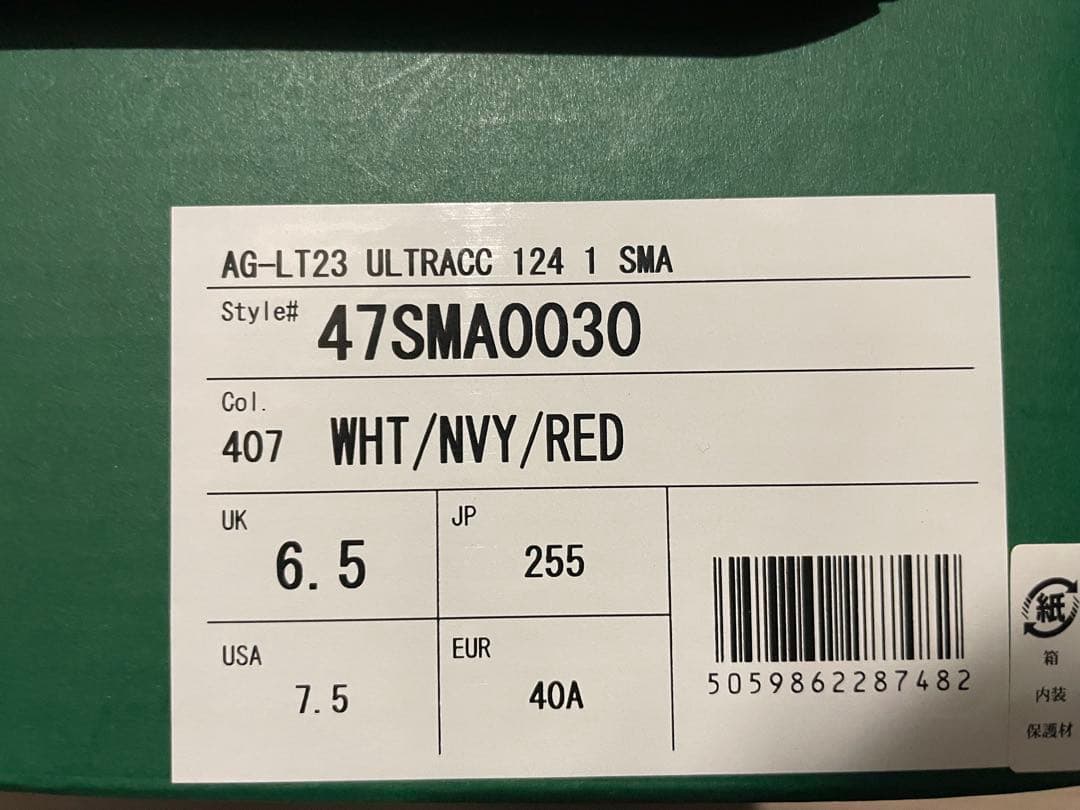 AG-LT23 ULTRACC 124 1 SMA
Style# 47SMA0030
Col.
407 WHT/NVY/RED
UK
6.5
JP
255
USA
7.5
EUR
40A
5059862287482
紙
箱
内装
保護材